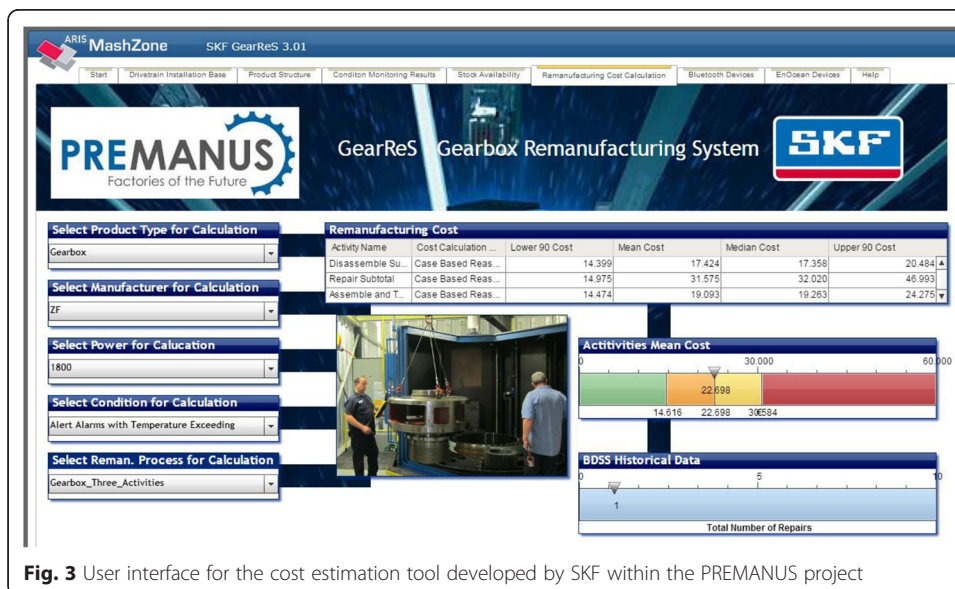 ARIS MashZone SKF GearReS 3.01
Start Drivetrain Installation Base Product Structure Conditon Monitoring Results Stock Availability Remanufacturing Cost Calculation Bluetooth Devices EnOcean Devices Help
PREMANUS
Factories of the Future
GearReS Gearbox Remanufacturing System
SKF
Select Product Type for Calculation
Gearbox
Select Manufacturer for Calculation
ZF
Select Power for Calucation
1800
Select Condition for Calculation
Alert Alarms with Temperature Exceeding
Select Reman. Process for Calculation
Gearbox_Three_Activities
Remanufacturing Cost
Activity Name Cost Calculation ... Lower 90 Cost Mean Cost Median Cost Upper 90 Cost
Disassemble Su... Case Based Reas... 14.399 17.424 17.358 20.484
Repair Subtotal Case Based Reas... 14.975 31.575 32.020 46.993
Assemble and T... Case Based Reas... 14.474 19.093 19.263 24.275
Actitivities Mean Cost
0 30.000 60.000
22.698
14.616 22.698
BDSS Historical Data
0 5 10
1
Total Number of Repairs
Fig. 3 User interface for the cost estimation tool developed by SKF within the PREMANUS project